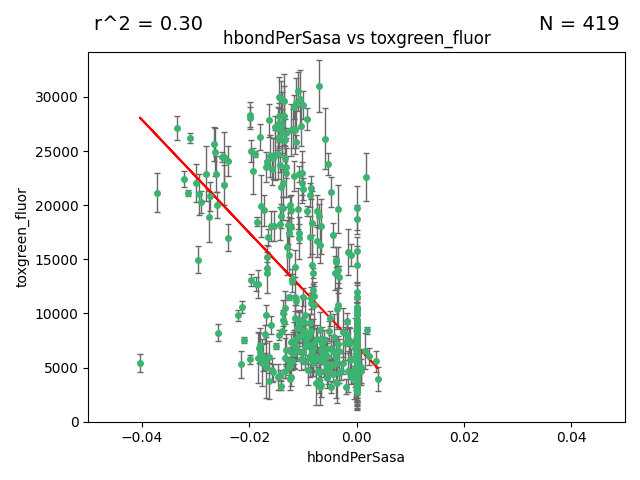 r^2 = 0.30
N = 419
hbondPerSasa vs toxgreen_fluor
30000
25000
20000
15000
10000
5000
0
toxgreen_fluor
−0.04
−0.02
0.00
0.02
0.04
hbondPerSasa